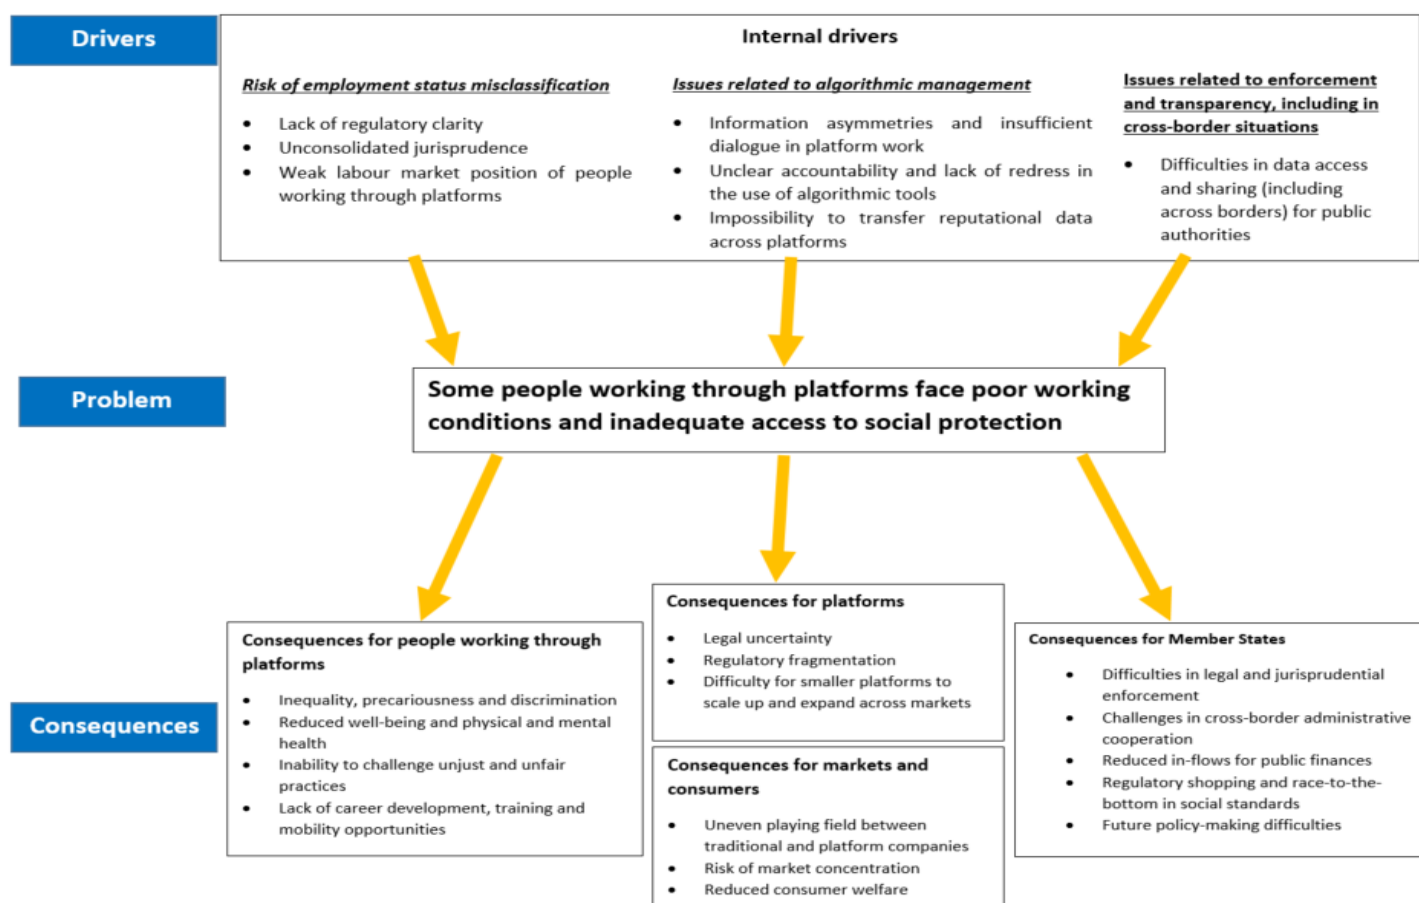 Drivers
Internal drivers
Risk of employment status misclassification
• Lack of regulatory clarity
• Unconsolidated jurisprudence
• Weak labour market position of people
working through platforms
Issues related to algorithmic management
• Information asymmetries and insufficient
dialogue in platform work
• Unclear accountability and lack of redress in
the use of algorithmic tools
• Impossibility to transfer reputational data
across platforms
Issues related to enforcement
and transparency, including in
cross-border situations
• Difficulties in data access
and sharing (including
across borders) for public
authorities
Problem
Some people working through platforms face poor working
conditions and inadequate access to social protection
Consequences
Consequences for people working through
platforms
• Inequality, precariousness and discrimination
• Reduced well-being and physical and mental
health
• Inability to challenge unjust and unfair
practices
• Lack of career development, training and
mobility opportunities
Consequences for platforms
• Legal uncertainty
• Regulatory fragmentation
• Difficulty for smaller platforms to
scale up and expand across markets
Consequences for markets and
consumers
• Uneven playing field between
traditional and platform companies
• Risk of market concentration
• Reduced consumer welfare
Consequences for Member States
• Difficulties in legal and jurisprudential
enforcement
• Challenges in cross-border administrative
cooperation
• Reduced in-flows for public finances
• Regulatory shopping and race-to-the-
bottom in social standards
• Future policy-making difficulties